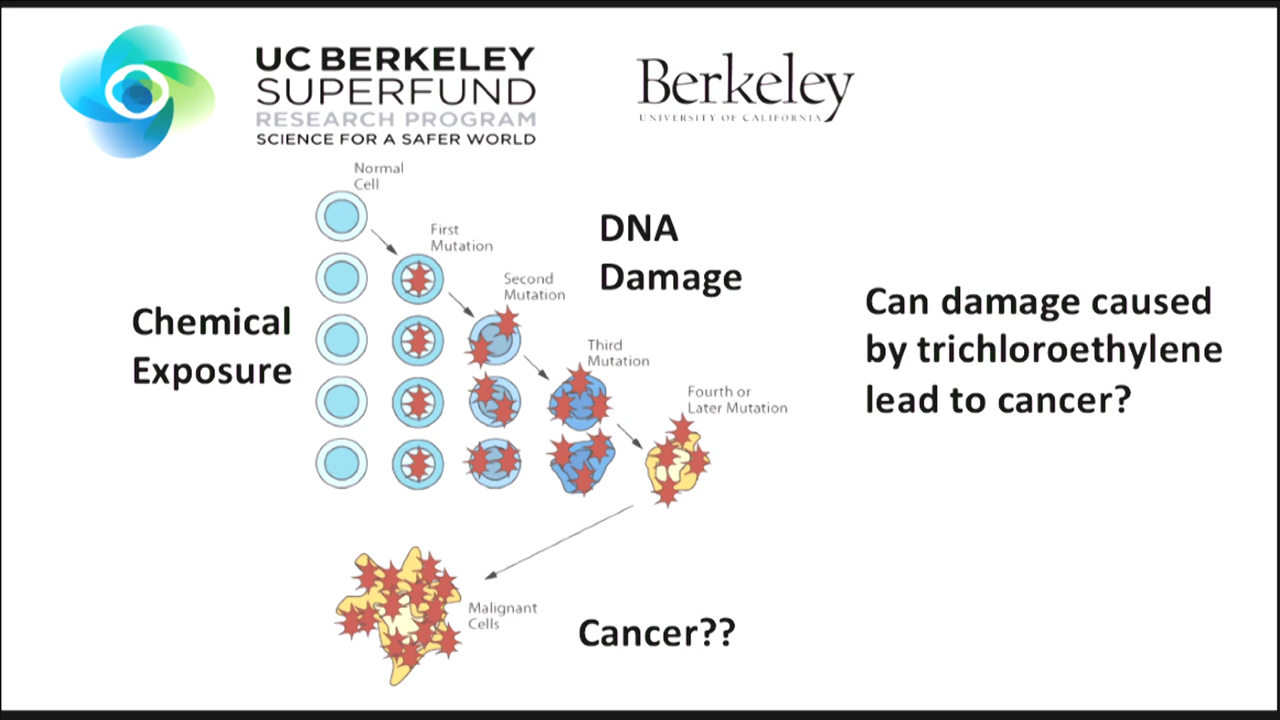 UC BERKELEY
SUPERFUND
RESEARCH PROGRAM
SCIENCE FOR A SAFER WORLD
Berkeley
UNIVERSITY OF CALIFORNIA
Normal
Cell
First
Mutation
Second
Mutation
Third
Mutation
Fourth or
Later Mutation
DNA
Damage
Chemical
Exposure
Can damage caused
by trichloroethylene
lead to cancer?
Malignant
Cells
Cancer??